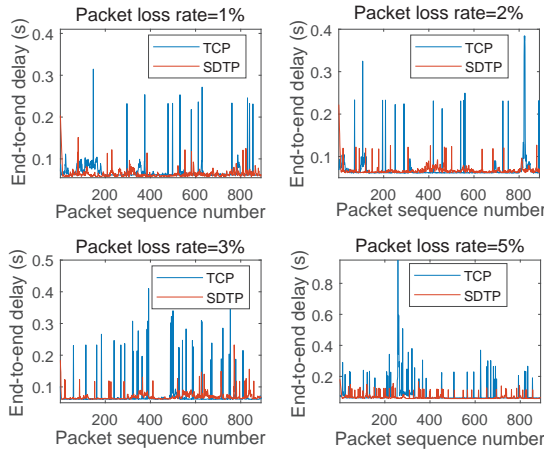 Packet loss rate=1%
End-to-end delay (s)
0.4
0.3
0.2
0.1
TCP
SDTP
200 400 600 800
Packet sequence number
Packet loss rate=2%
End-to-end delay (s)
0.4
0.3
0.2
0.1
TCP
SDTP
0 200 400 600 800
Packet sequence number
Packet loss rate=3%
End-to-end delay (s)
0.5
0.4
0.3
0.2
0.1
TCP
SDTP
200 400 600 800
Packet sequence number
Packet loss rate=5%
End-to-end delay (s)
0.8
0.6
0.4
0.2
TCP
SDTP
0 200 400 600 800
Packet sequence number